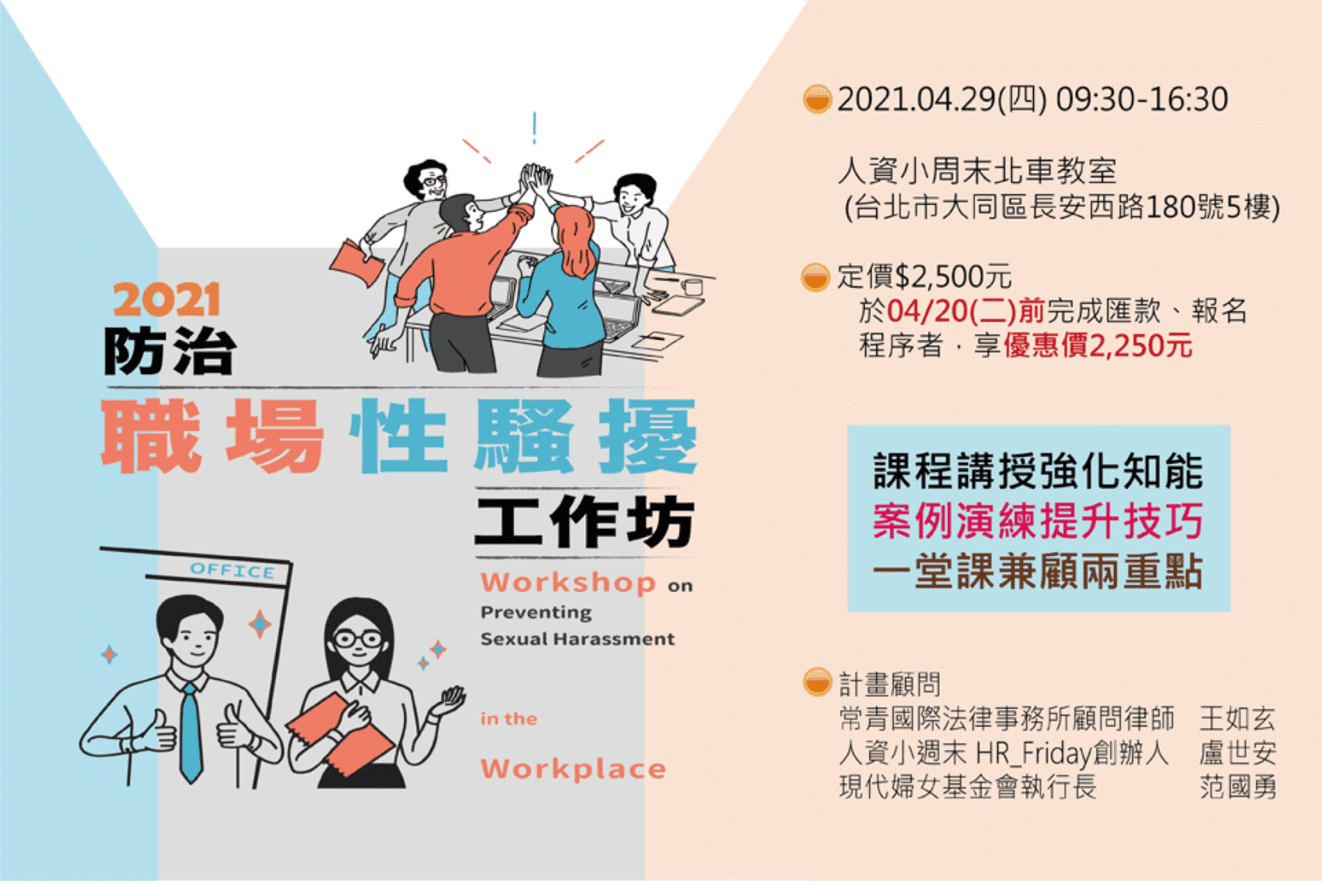 2021
防治
職場性騷擾
工作坊
Workshop on
Preventing
Sexual Harassment
in the
Workplace
OFFICE
2021.04.29(四) 09:30-16:30
人資小周末北車教室
(台北市大同區長安西路180號5樓)
定價$2,500元
於04/20(二)前完成匯款、報名
程序者，享優惠價2,250元
課程講授強化知能
案例演練提升技巧
一堂課兼顧兩重點
計畫顧問
常青國際法律事務所顧問律師 王如玄
人資小週末 HR_Friday創辦人 盧世安
現代婦女基金會執行長 范國勇